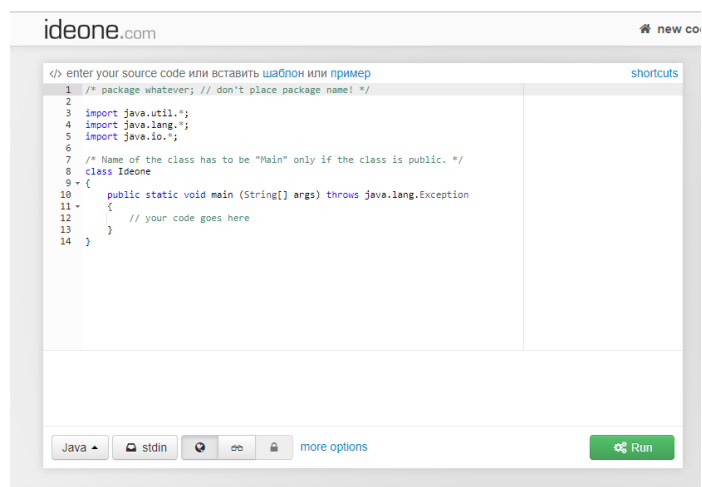 ideone.com
new co
</> enter your source code или вставить шаблон или пример
shortcuts
1 /* package whatever; // don't place package name! */
2
3 import java.util.*;
4 import java.lang.*;
5 import java.io.*;
6
7 /* Name of the class has to be "Main" only if the class is public. */
8 class Ideone
9 {
10 public static void main (String[] args) throws java.lang.Exception
11 {
12 // your code goes here
13 }
14 }
Java stdin more options Run